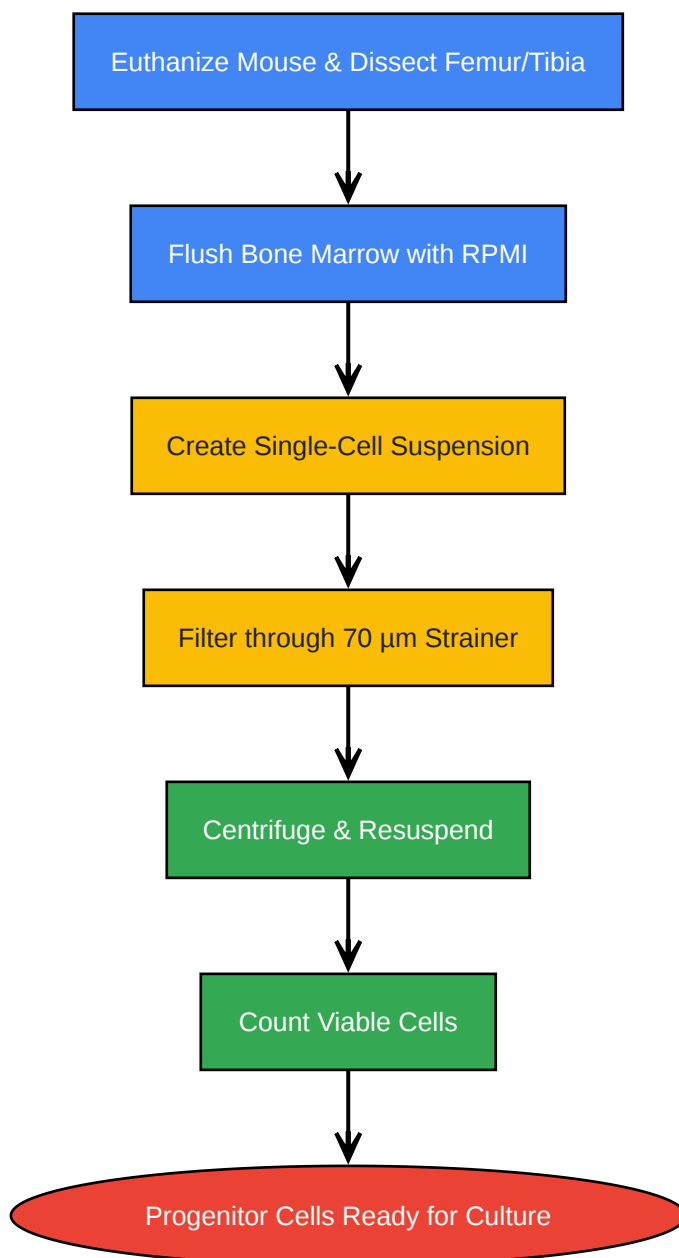 Euthanize Mouse & Dissect Femur/Tibia
Flush Bone Marrow with RPMI
Create Single-Cell Suspension
Filter through 70 µm Strainer
Centrifuge & Resuspend
Count Viable Cells
Progenitor Cells Ready for Culture